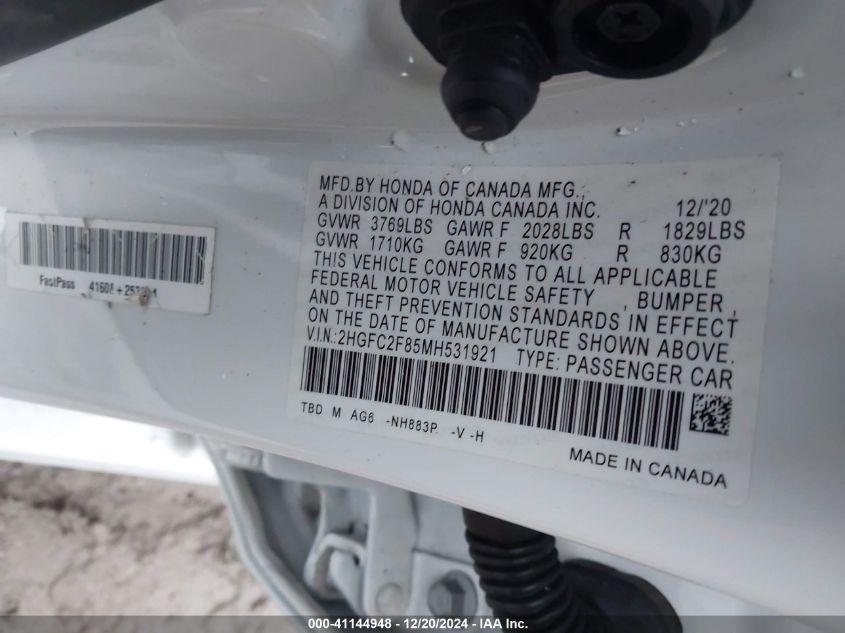 MFD.BY HONDA OF CANADA MFG.,
A DIVISION OF HONDA CANADA INC. 12/'20
GVWR 3769LBS GAWR F 2028LBS R 1829LBS
GVWR 1710KG GAWR F 920KG R 830KG
THIS VEHICLE CONFORMS TO ALL APPLICABLE
FEDERAL MOTOR VEHICLE SAFETY , BUMPER ,
AND THEFT PREVENTION STANDARDS IN EFFECT
ON THE DATE OF MANUFACTURE SHOWN ABOVE.
V.I.N.:2HGFC2F85MH531921 TYPE: PASSENGER CAR
TBD M AG6 -NH883P. -V -H
MADE IN CANADA
FastPass
000-41144948 - 12/20/2024 - IAA Inc.